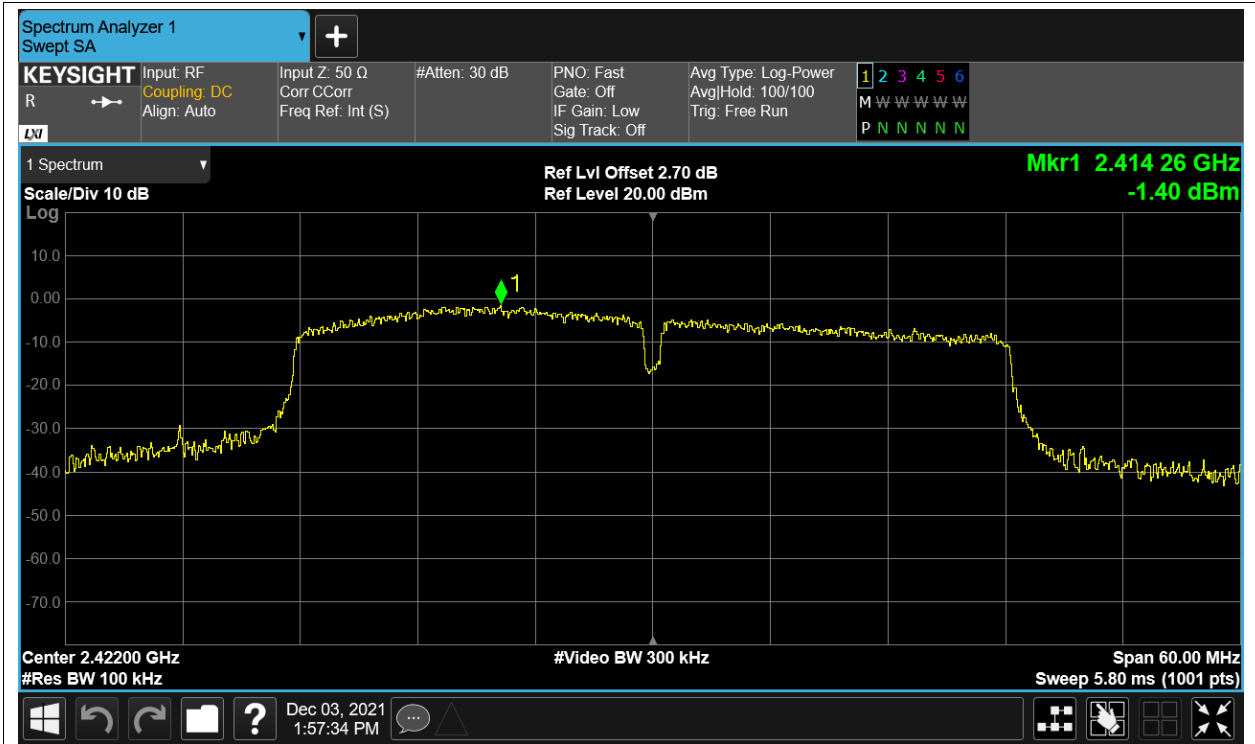 Spectrum Analyzer 1
Swept SA
+
KEYSIGHT
R
LXI
Input: RF
Coupling: DC
Align: Auto
Input Z: 50 Ω
Corr CCorr
Freq Ref: Int (S)
#Atten: 30 dB
PNO: Fast
Gate: Off
IF Gain: Low
Sig Track: Off
Avg Type: Log-Power
Avg|Hold: 100/100
Trig: Free Run
1 2 3 4 5 6
M W W W W W
P N N N N N
1 Spectrum
Scale/Div 10 dB
Log
Ref Lvl Offset 2.70 dB
Ref Level 20.00 dBm
Mkr1 2.414 26 GHz
-1.40 dBm
10.0
0.00
-10.0
-20.0
-30.0
-40.0
-50.0
-60.0
-70.0
1
Center 2.42200 GHz
#Res BW 100 kHz
#Video BW 300 kHz
Span 60.00 MHz
Sweep 5.80 ms (1001 pts)
?
Dec 03, 2021
1:57:34 PM